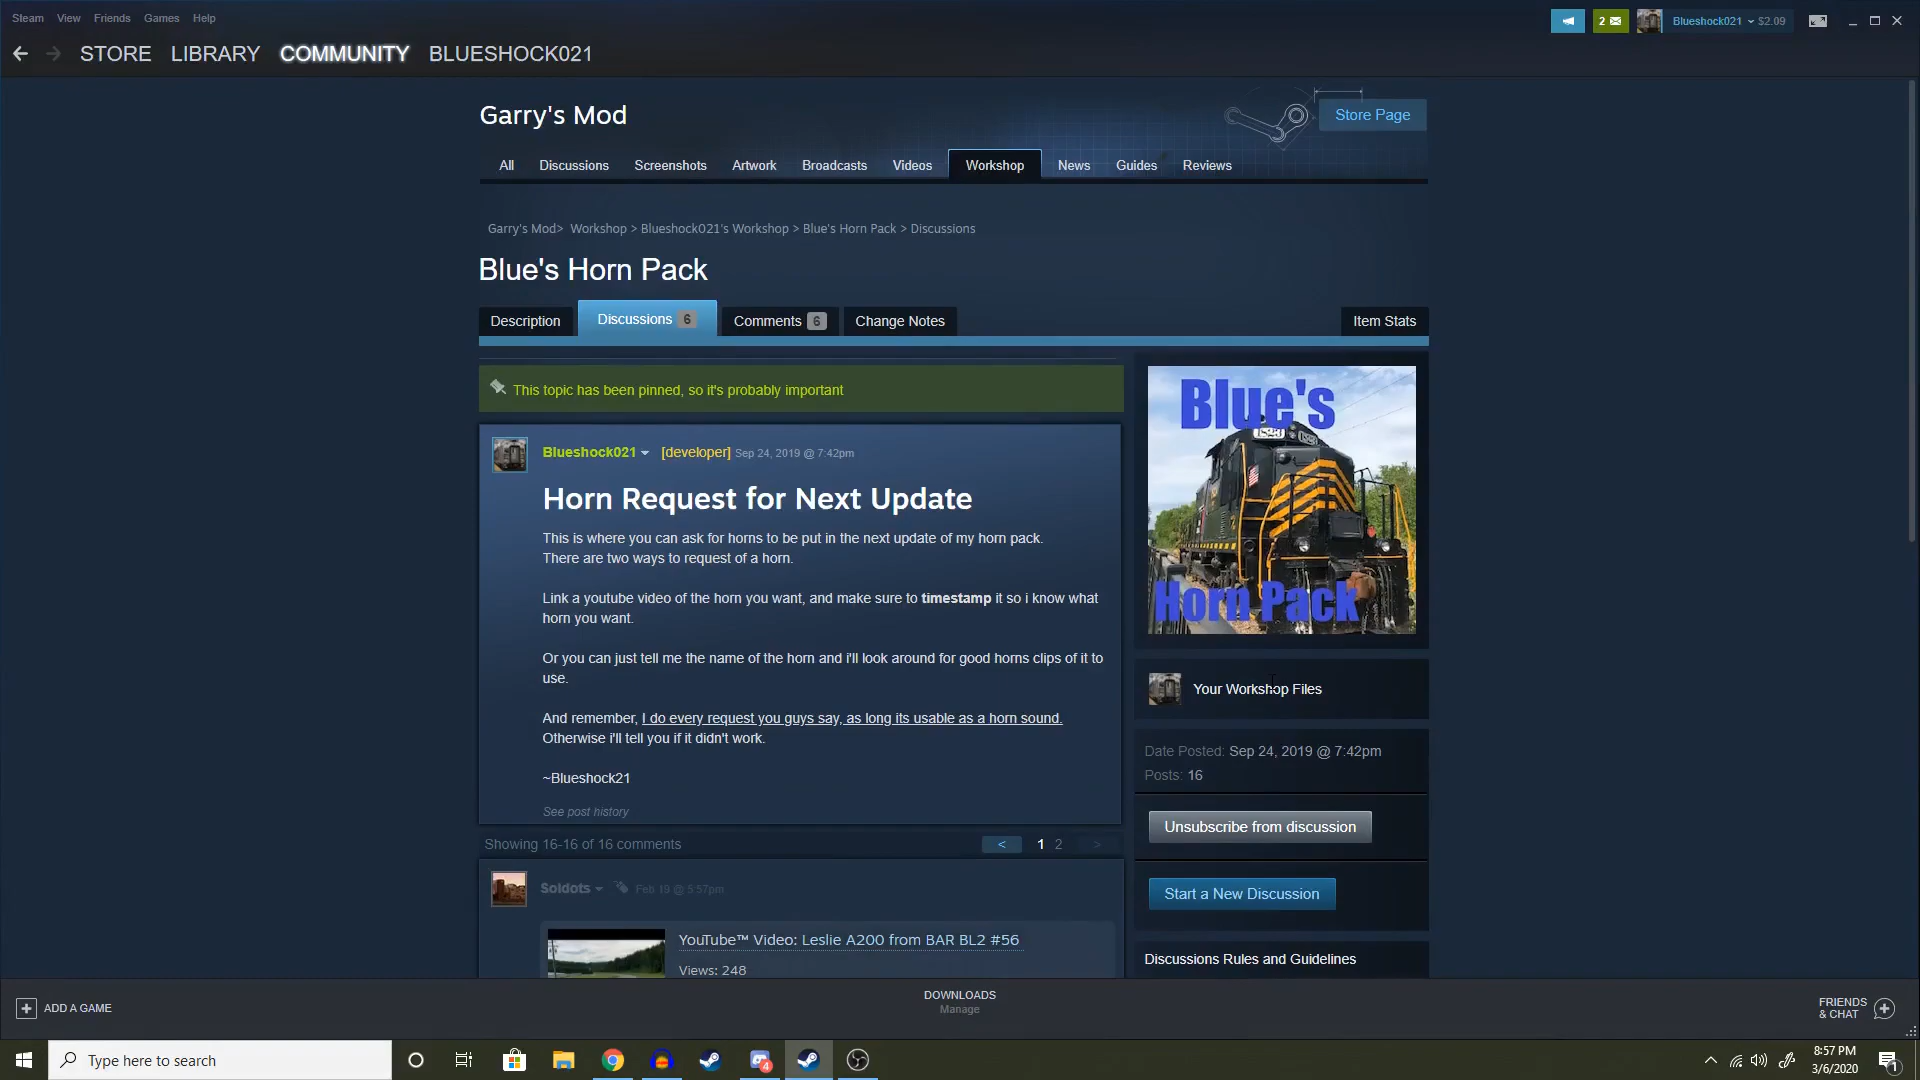 Steam View Friends Games Help
2 Blueshock021 $2.09
STORE LIBRARY COMMUNITY BLUESHOCK021
Garry's Mod
Store Page
All Discussions Screenshots Artwork Broadcasts Videos Workshop News Guides Reviews
Garry's Mod> Workshop > Blueshock021's Workshop > Blue's Horn Pack > Discussions
Blue's Horn Pack
Description Discussions 6 Comments 6 Change Notes Item Stats
This topic has been pinned, so it's probably important
Blueshock021 [developer] Sep 24, 2019 @ 7:42pm
Horn Request for Next Update
This is where you can ask for horns to be put in the next update of my horn pack.
There are two ways to request of a horn.
Link a youtube video of the horn you want, and make sure to timestamp it so i know what
horn you want.
Or you can just tell me the name of the horn and i'll look around for good horns clips of it to
use.
And remember, I do every request you guys say, as long its usable as a horn sound.
Otherwise i'll tell you if it didn't work.
~Blueshock21
See post history
Showing 16-16 of 16 comments < 1 2 >
Soldots Feb 19 @ 5:57pm
YouTube™ Video: Leslie A200 from BAR BL2 #56
Views: 248
Blue's
Horn Pack
Your Workshop Files
Date Posted: Sep 24, 2019 @ 7:42pm
Posts: 16
Unsubscribe from discussion
Start a New Discussion
Discussions Rules and Guidelines
ADD A GAME
DOWNLOADS
Manage
FRIENDS
& CHAT
Type here to search
4
8:57 PM
3/6/2020
1